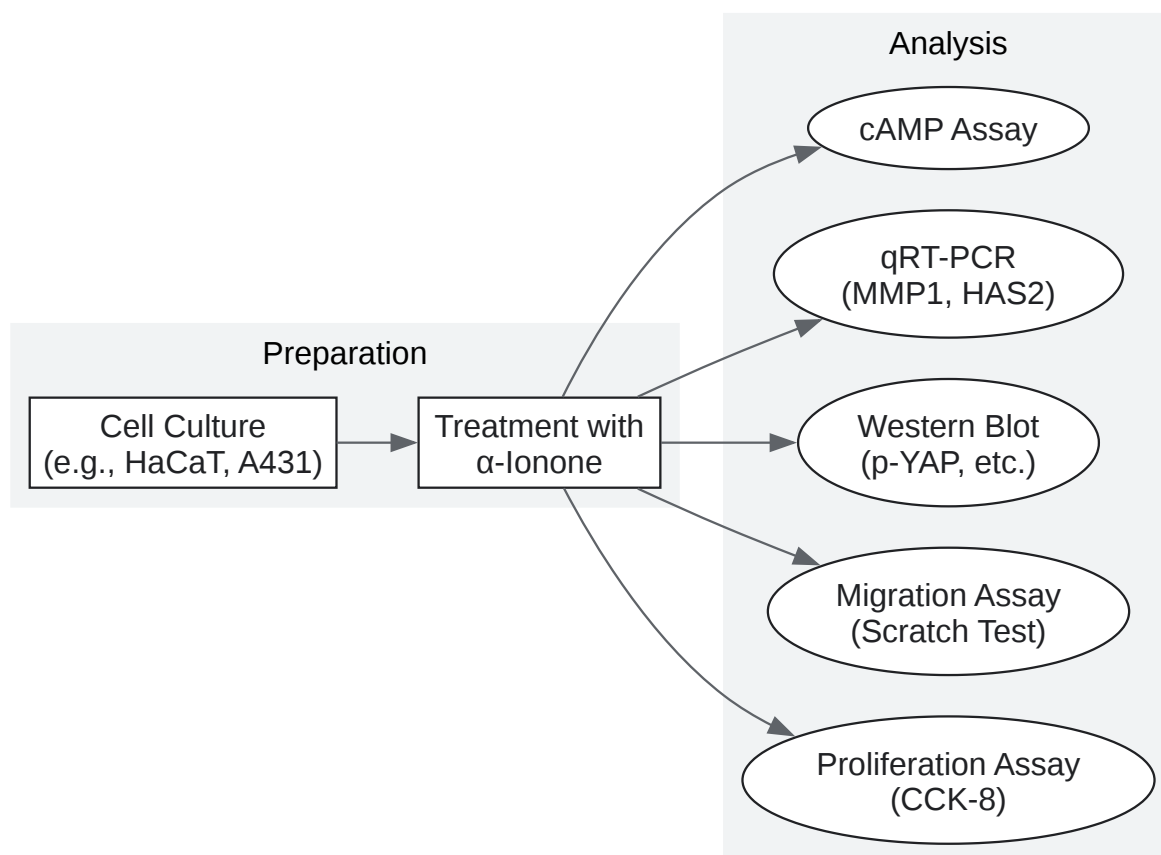 Preparation
Cell Culture
(e.g., HaCaT, A431)
Treatment with
α-Ionone
Analysis
cAMP Assay
qRT-PCR
(MMP1, HAS2)
Western Blot
(p-YAP, etc.)
Migration Assay
(Scratch Test)
Proliferation Assay
(CCK-8)